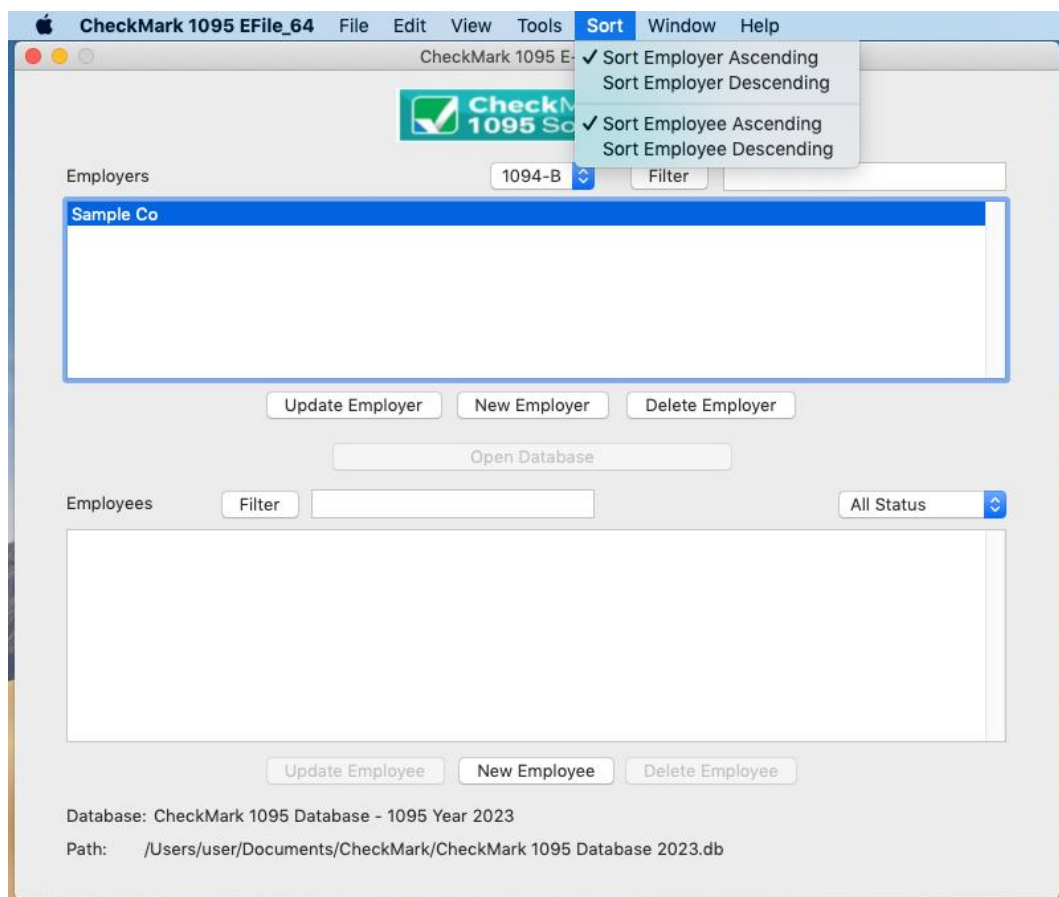 CheckMark 1095 EFile_64 File Edit View Tools Sort Window Help
CheckMark 1095 E-
✓ Sort Employer Ascending
Sort Employer Descending
✓ Sort Employee Ascending
Sort Employee Descending
1095
Employers 1094-B Filter
Sample Co
Update Employer New Employer Delete Employer
Open Database
Employees Filter All Status
Update Employee New Employee Delete Employee
Database: CheckMark 1095 Database - 1095 Year 2023
Path: /Users/user/Documents/CheckMark/CheckMark 1095 Database 2023.db